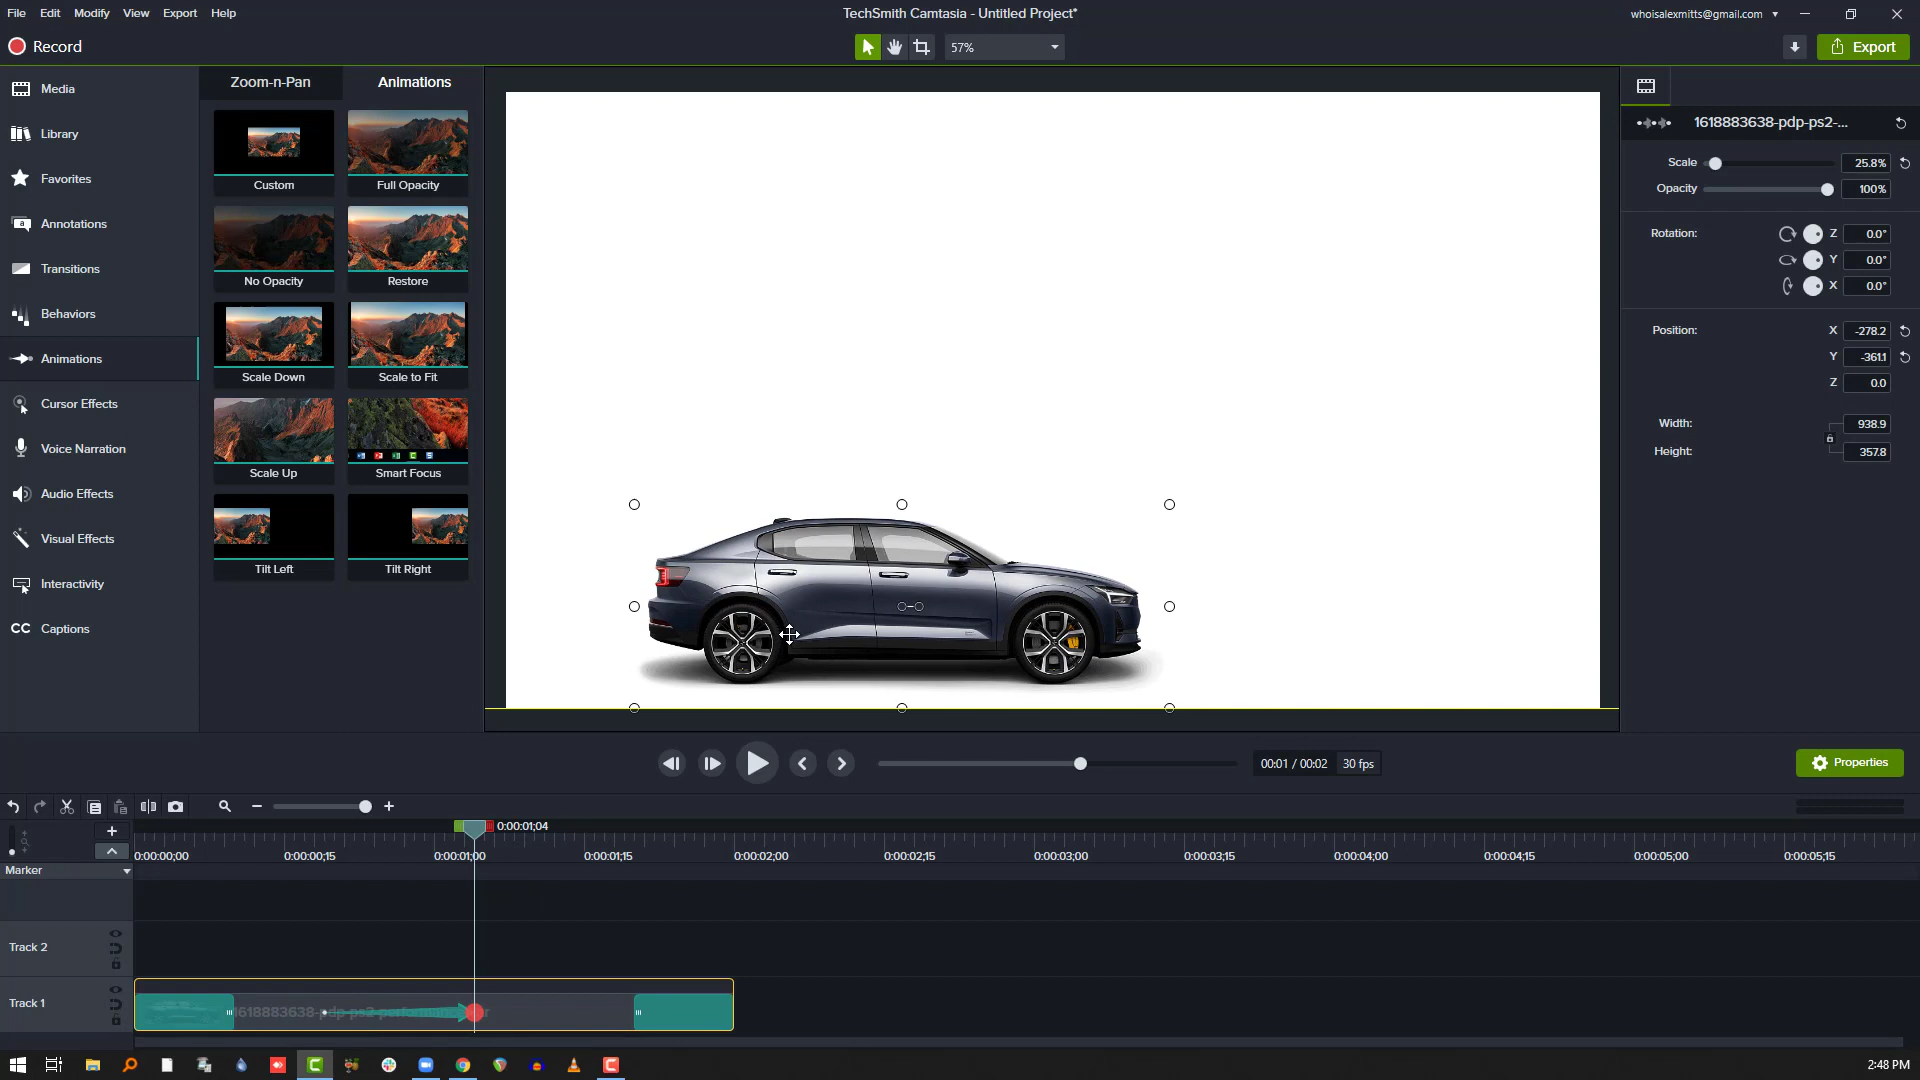 File Edit Modify View Export Help
TechSmith Camtasia - Untitled Project*
whoisalexmitts@gmail.com
Record
57%
Export
Media
Library
Favorites
Annotations
Transitions
Behaviors
Animations
Cursor Effects
Voice Narration
Audio Effects
Visual Effects
Interactivity
CC Captions
Zoom-n-Pan Animations
Custom Full Opacity
No Opacity Restore
Scale Down Scale to Fit
Scale Up Smart Focus
Tilt Left Tilt Right
1618883638-pdp-ps2-...
Scale 25.8%
Opacity 100%
Rotation: Z 0.0°
Y 0.0°
X 0.0°
Position: X -278.2
Y -361.1
Z 0.0
Width: 938.9
Height: 357.8
00:01 / 00:02 30 fps
Properties
0:00:01;04
0:00:00;00 0:00:00;15 0:00:01;00 0:00:01;15 0:00:02;00 0:00:02;15 0:00:03;00 0:00:03;15 0:00:04;00 0:00:04;15 0:00:05;00 0:00:05;15
Marker
Track 2
Track 1
2:48 PM